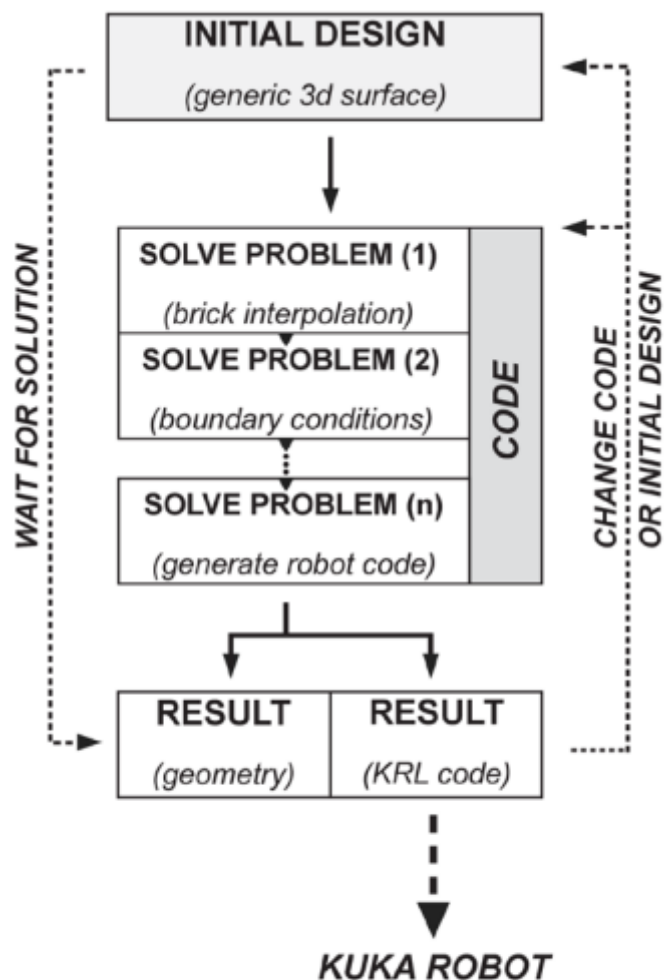 INITIAL DESIGN
(generic 3d surface)
WAIT FOR SOLUTION
SOLVE PROBLEM (1)
(brick interpolation)
SOLVE PROBLEM (2)
(boundary conditions)
SOLVE PROBLEM (n)
(generate robot code)
CODE
CHANGE CODE
OR INITIAL DESIGN
RESULT
(geometry)
RESULT
(KRL code)
KUKA ROBOT